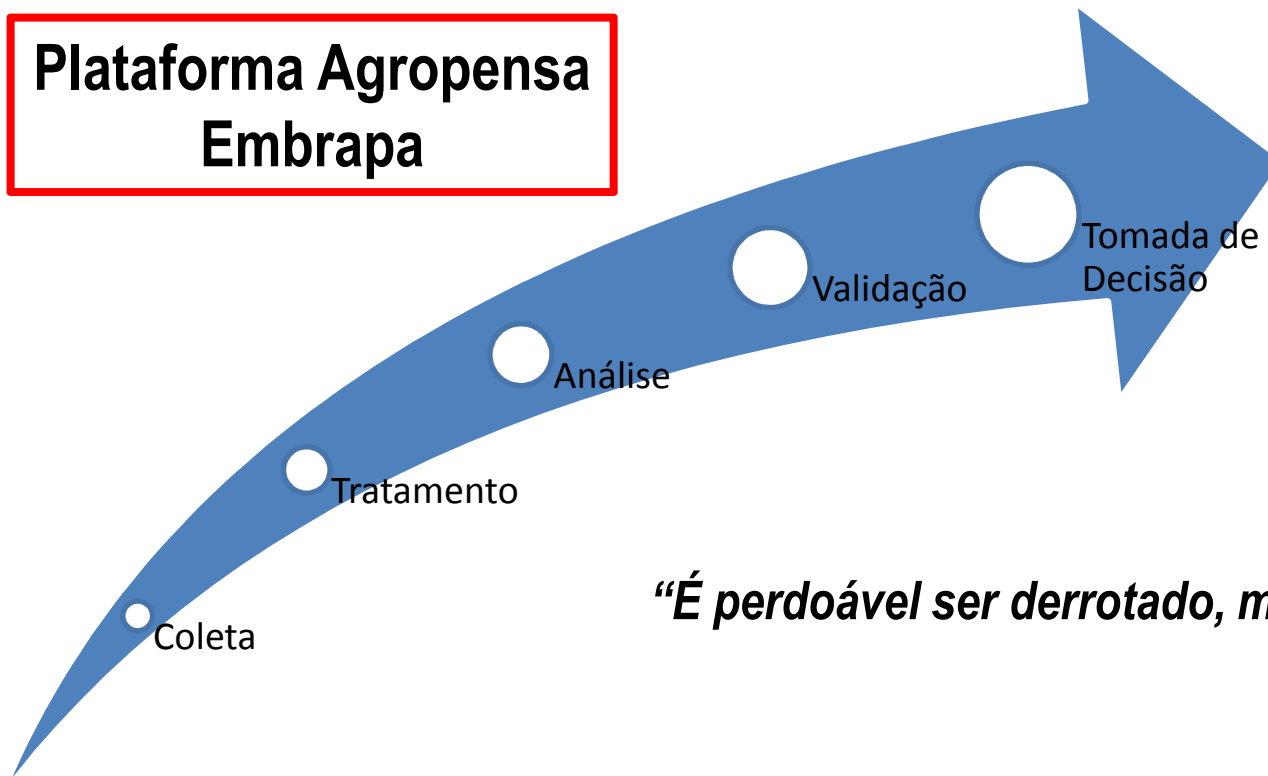 Plataforma Agropensa
Embrapa
Tomada de
Decisão
Validação
Análise
Tratamento
Coleta
“É perdoável ser derrotado, m